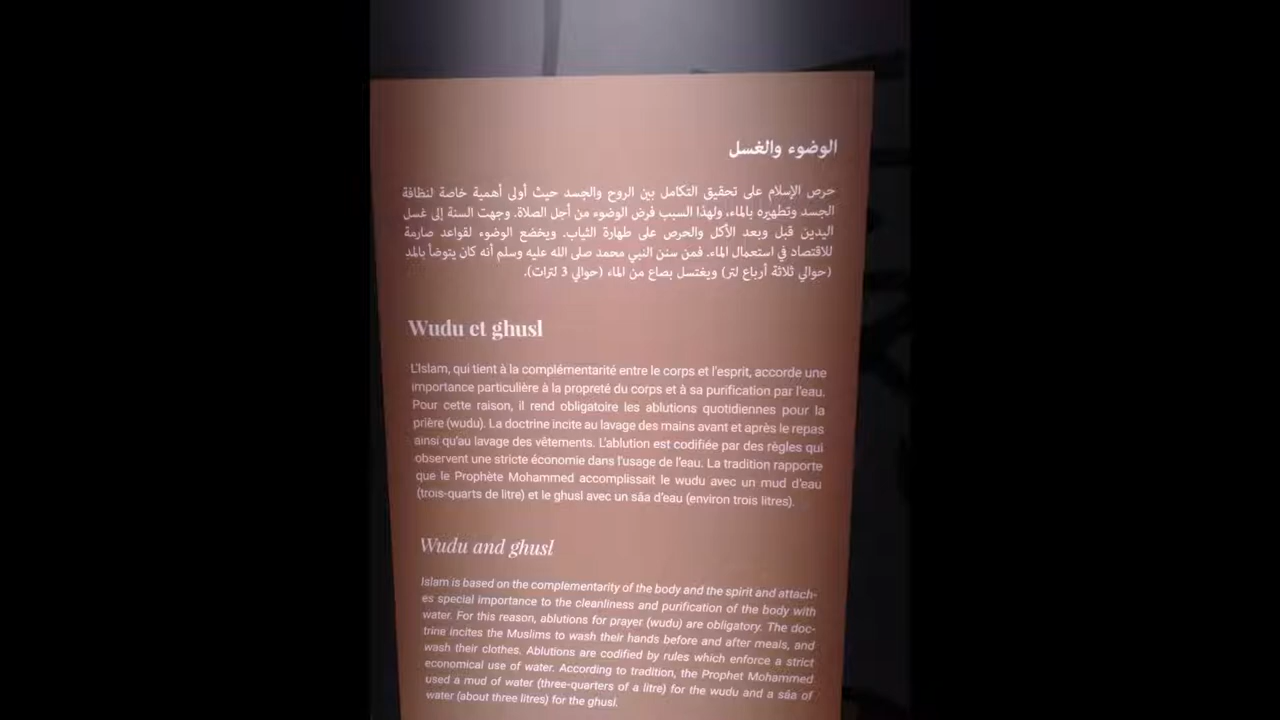 الوضوء والغسل
حرص الإسلام على تحقيق التكامل بين الروح والجسد حيث أولى أهمية خاصة لنظافة
الجسد وتطهيره بالماء، ولهذا السبب فرض الوضوء من أجل الصلاة. وجهت السنة إلى غسل
اليدين قبل وبعد الأكل والحرص على طهارة الثياب. ويخضع الوضوء لقواعد صارمة
للاقتصاد في استعمال الماء. فمن سنن النبي محمد صلى الله عليه وسلم أنه كان يتوضأ بالمدِ
(حوالي ثلاثة أرباع لتر) ويغتسل بصاع من الماء (حوالي 3 لترات).
Wudu et ghusl
L'Islam, qui tient à la complémentarité entre le corps et l'esprit, accorde une
importance particulière à la propreté du corps et à sa purification par l'eau.
Pour cette raison, il rend obligatoire les ablutions quotidiennes pour la
prière (wudu). La doctrine incite au lavage des mains avant et après le repas
ainsi qu'au lavage des vêtements. L'ablution est codifiée par des règles qui
observent une stricte économie dans l'usage de l'eau. La tradition rapporte
que le Prophète Mohammed accomplissait le wudu avec un mud d'eau
(trois-quarts de litre) et le ghusl avec un sâa d'eau (environ trois litres).
Wudu and ghusl
Islam is based on the complementarity of the body and the spirit and attach-
es special importance to the cleanliness and purification of the body with
water. For this reason, ablutions for prayer (wudu) are obligatory. The doc-
trine incites the Muslims to wash their hands before and after meals, and
wash their clothes. Ablutions are codified by rules which enforce a strict
economical use of water. According to tradition, the Prophet Mohammed
used a mud of water (three-quarters of a litre) for the wudu and a sâa of
water (about three litres) for the ghusl.